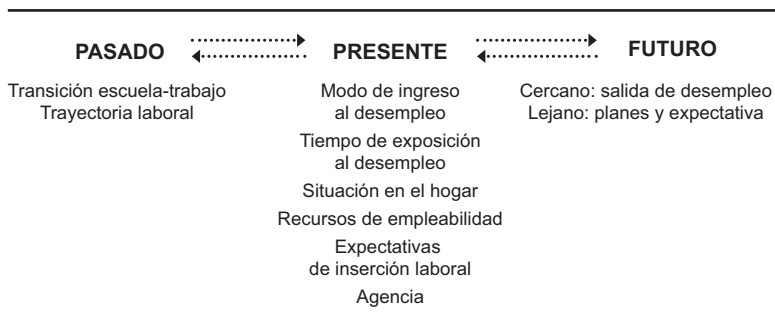 PASADO
PRESENTE
FUTURO
Transición escuela-trabajo
Trayectoria laboral
Modo de ingreso
al desempleo
Tiempo de exposición
al desempleo
Situación en el hogar
Recursos de empleabilidad
Expectativas
de inserción laboral
Agencia
Cercano: salida de desempleo
Lejano: planes y expectativa